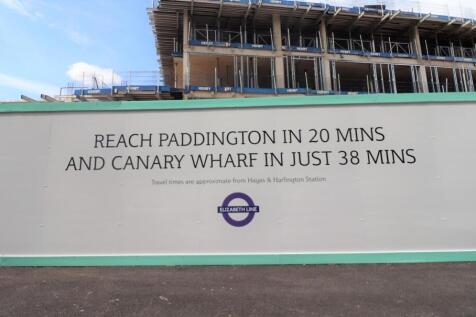 REACH PADDINGTON IN 20 MINS
AND CANARY WHARF IN JUST 38 MINS
Travel times are approximate from Hayes & Harlington Station
ELIZABETH LINE